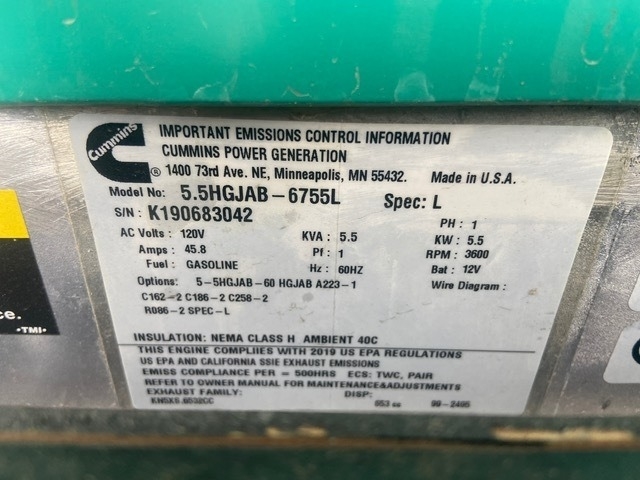 Cummins
®
IMPORTANT EMISSIONS CONTROL INFORMATION
CUMMINS POWER GENERATION
1400 73rd Ave. NE, Minneapolis, MN 55432. Made in U.S.A.
Model No: 5.5HGJAB-6755L Spec: L
S/N: K190683042 PH: 1
AC Volts: 120V KVA: 5.5 KW: 5.5
Amps: 45.8 Pf: 1 RPM: 3600
Fuel: GASOLINE Hz: 60HZ Bat: 12V
Options: 5-5HGJAB-60 HGJAB A223-1 Wire Diagram:
C162-2 C186-2 C258-2
R086-2 SPEC-L
INSULATION: NEMA CLASS H AMBIENT 40C
THIS ENGINE COMPLIES WITH 2019 US EPA REGULATIONS
US EPA AND CALIFORNIA SSIE EXHAUST EMISSIONS
EMISS COMPLIANCE PER = 500HRS ECS: TWC, PAIR
REFER TO OWNER MANUAL FOR MAINTENANCE&ADJUSTMENTS
EXHAUST FAMILY: DISP:
653 cc 99-2495
ce.
-TMI-